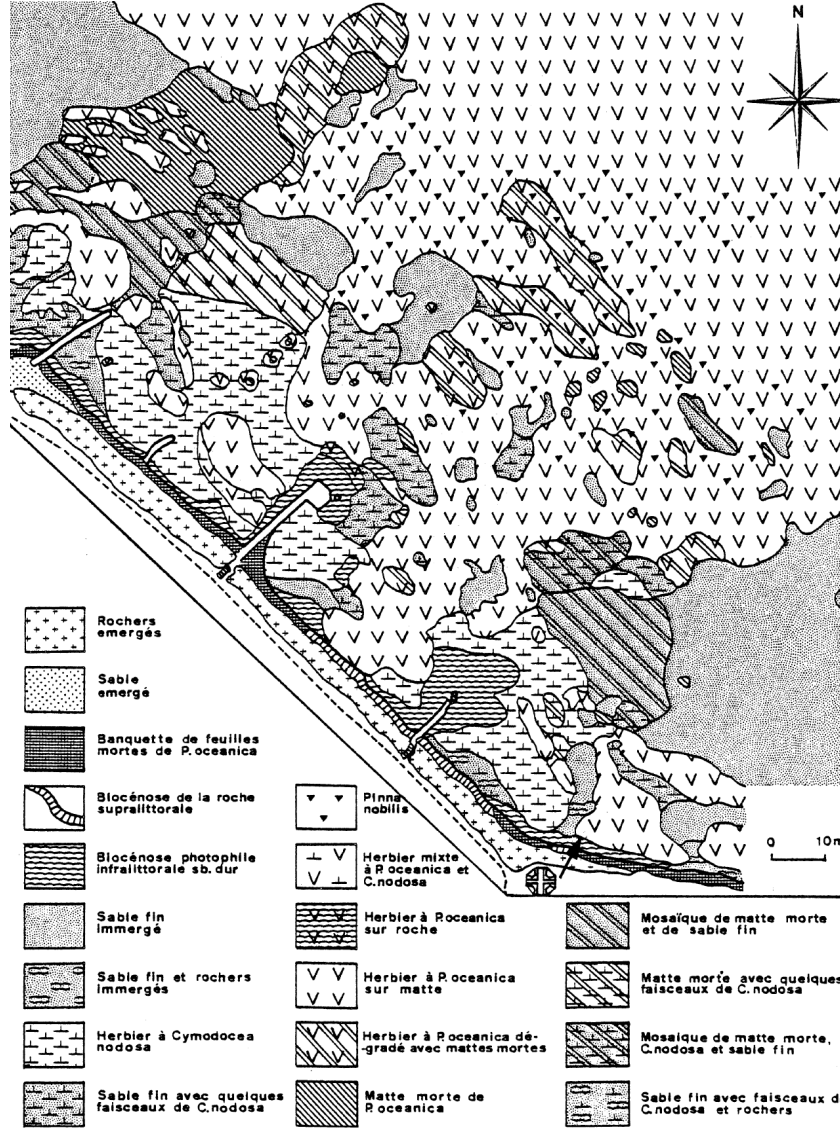 N
Rochers
emergés
Sable
emergé
Banquette de feuilles
mortes de P.oceanica
Biocénose de la roche
supralittorale
Biocénose photophile
infralittorale sb. dur
Sable fin
immergé
Sable fin et rochers
immergés
Herbier à Cymodocea
nodosa
Sable fin avec quelques
faisceaux de C.nodosa
Pinna
nobilis
Herbier mixte
à P.oceanica et
C.nodosa
Herbier à P.oceanica
sur roche
Herbier à P.oceanica
sur matte
Herbier à P.oceanica dé-
-gradé avec mattes mortes
Matte morte de
P.oceanica
0 10m
Mosaïque de matte morte
et de sable fin
Matte morte avec quelques
faisceaux de C.nodosa
Mosaique de matte morte,
C.nodosa et sable fin
Sable fin avec faisceaux d
C.nodosa et rochers